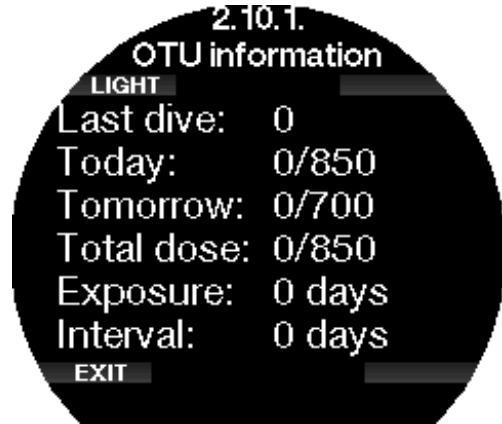 2.10.1.
OTU information
LIGHT
Last dive: 0
Today: 0/850
Tomorrow: 0/700
Total dose: 0/850
Exposure: 0 days
Interval: 0 days
EXIT